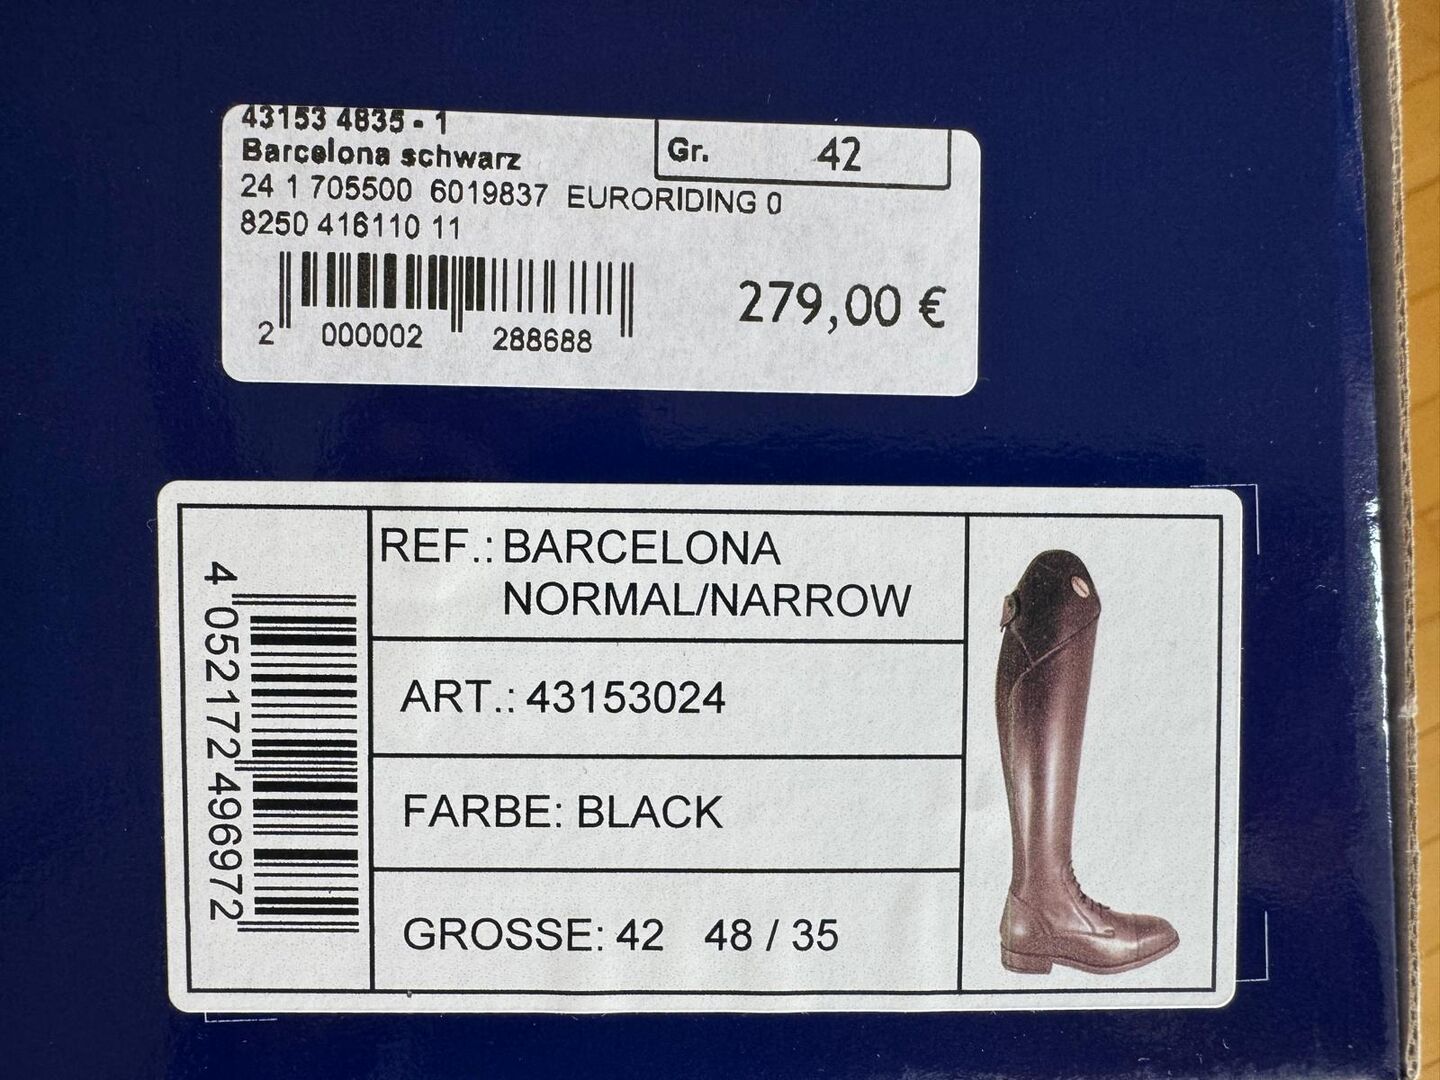 43153 4835 - 1
Barcelona schwarz
Gr. 42
24 1 705500 6019837 EURORIDING 0
8250 416110 11
279,00 €
2 000002 288688
4 052172 496972
REF.: BARCELONA
NORMAL/NARROW
ART.: 43153024
FARBE: BLACK
GROSSE: 42 48 / 35